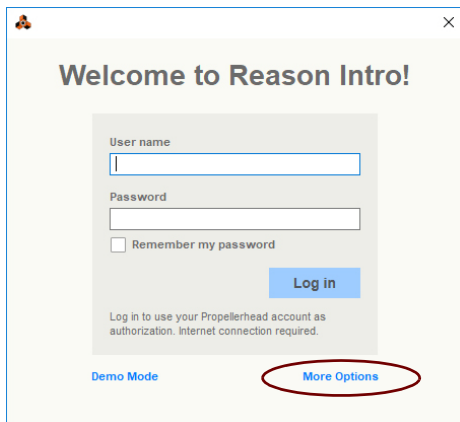 Welcome to Reason Intro!
User name
Password
Remember my password
Log in
Log in to use your Propellerhead account as
authorization. Internet connection required.
Demo Mode
More Options